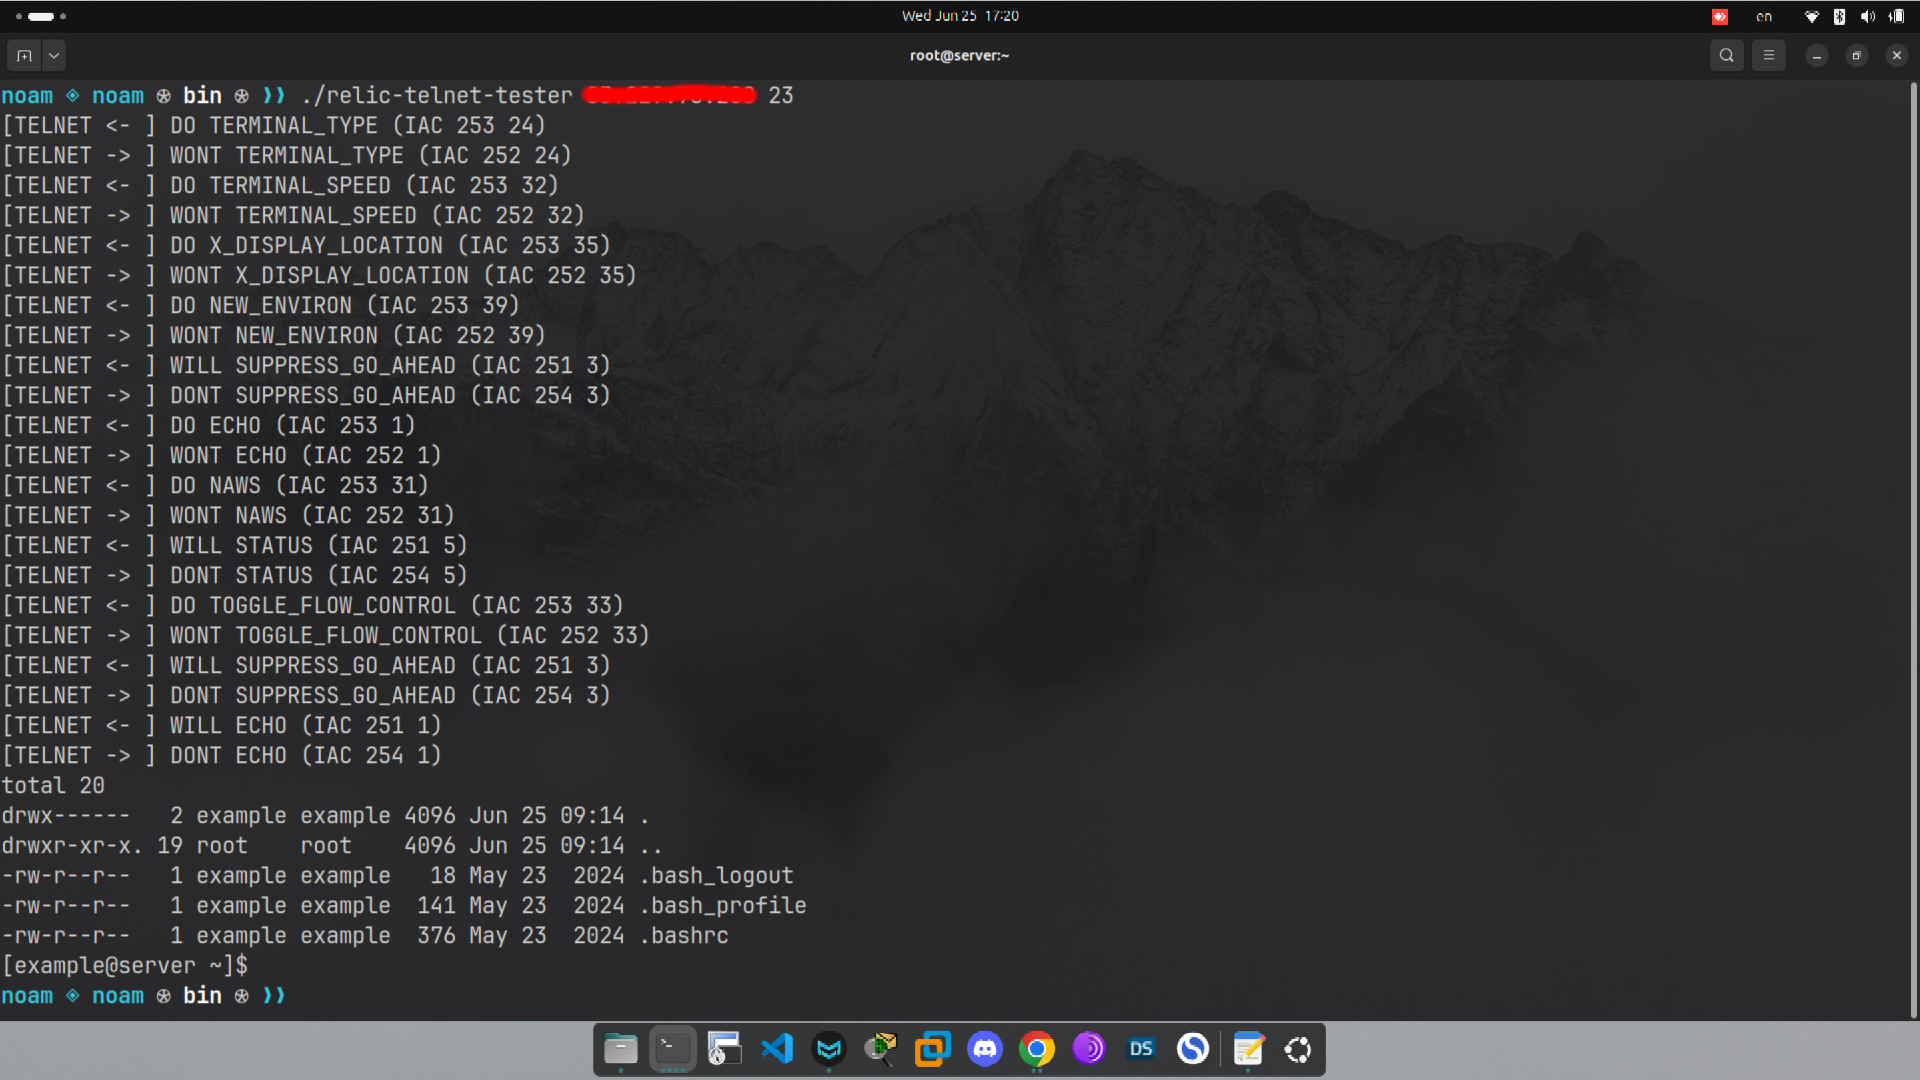 Wed Jun 25 17:20
en
root@server:~
noam ◈ noam ⊛ bin ⊛ ⟩⟩ ./relic-telnet-tester 23
[TELNET <- ] DO TERMINAL_TYPE (IAC 253 24)
[TELNET -> ] WONT TERMINAL_TYPE (IAC 252 24)
[TELNET <- ] DO TERMINAL_SPEED (IAC 253 32)
[TELNET -> ] WONT TERMINAL_SPEED (IAC 252 32)
[TELNET <- ] DO X_DISPLAY_LOCATION (IAC 253 35)
[TELNET -> ] WONT X_DISPLAY_LOCATION (IAC 252 35)
[TELNET <- ] DO NEW_ENVIRON (IAC 253 39)
[TELNET -> ] WONT NEW_ENVIRON (IAC 252 39)
[TELNET <- ] WILL SUPPRESS_GO_AHEAD (IAC 251 3)
[TELNET -> ] DONT SUPPRESS_GO_AHEAD (IAC 254 3)
[TELNET <- ] DO ECHO (IAC 253 1)
[TELNET -> ] WONT ECHO (IAC 252 1)
[TELNET <- ] DO NAWS (IAC 253 31)
[TELNET -> ] WONT NAWS (IAC 252 31)
[TELNET <- ] WILL STATUS (IAC 251 5)
[TELNET -> ] DONT STATUS (IAC 254 5)
[TELNET <- ] DO TOGGLE_FLOW_CONTROL (IAC 253 33)
[TELNET -> ] WONT TOGGLE_FLOW_CONTROL (IAC 252 33)
[TELNET <- ] WILL SUPPRESS_GO_AHEAD (IAC 251 3)
[TELNET -> ] DONT SUPPRESS_GO_AHEAD (IAC 254 3)
[TELNET <- ] WILL ECHO (IAC 251 1)
[TELNET -> ] DONT ECHO (IAC 254 1)
total 20
drwx------   2 example example 4096 Jun 25 09:14 .
drwxr-xr-x. 19 root    root    4096 Jun 25 09:14 ..
-rw-r--r--   1 example example   18 May 23  2024 .bash_logout
-rw-r--r--   1 example example  141 May 23  2024 .bash_profile
-rw-r--r--   1 example example  376 May 23  2024 .bashrc
[example@server ~]$
noam ◈ noam ⊛ bin ⊛ ⟩⟩
DS